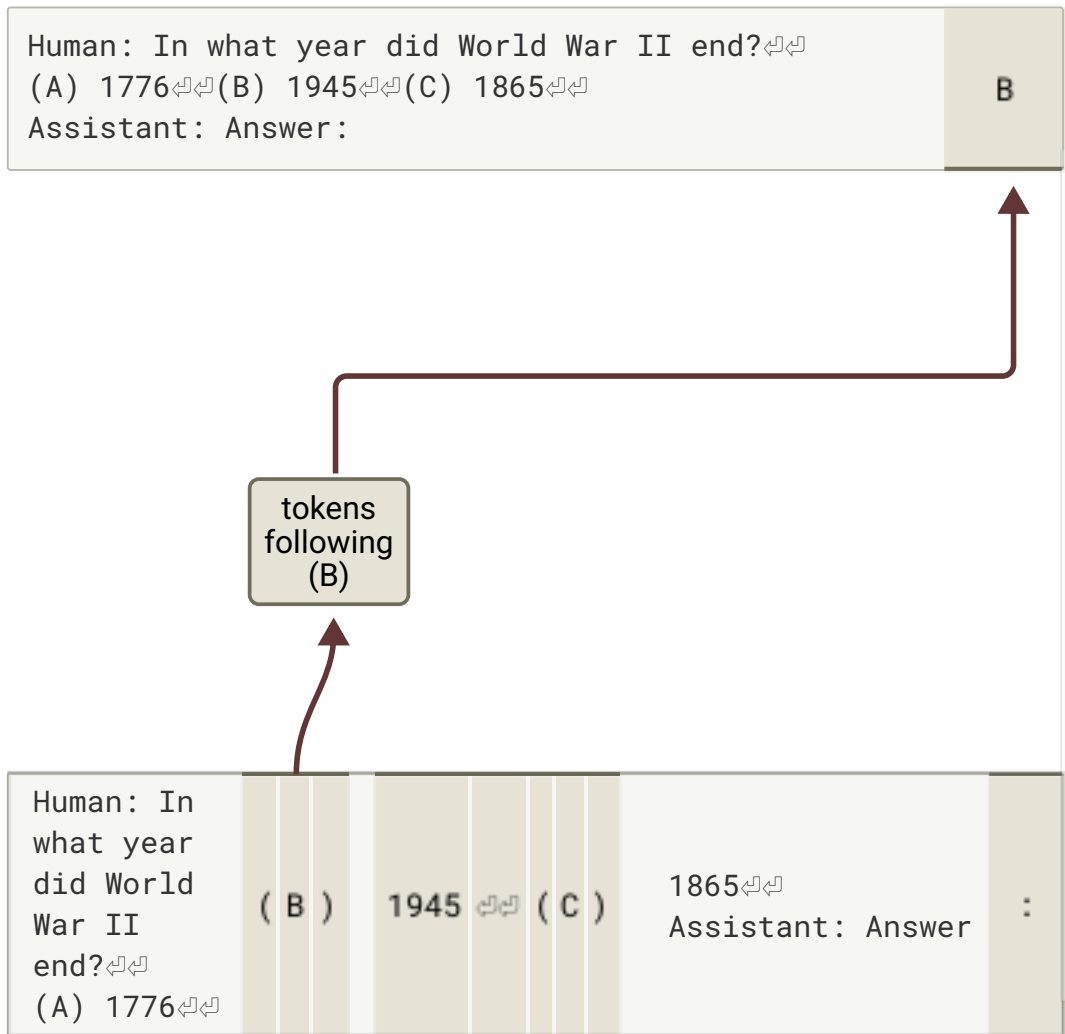 Human: In what year did World War II end?⏎⏎
(A) 1776⏎⏎(B) 1945⏎⏎(C) 1865⏎⏎
Assistant: Answer:
B
tokens
following
(B)
Human: In
what year
did World
War II
end?⏎⏎
(A) 1776⏎⏎
( B ) 1945 ⏎⏎ ( C )
1865⏎⏎
Assistant: Answer
: